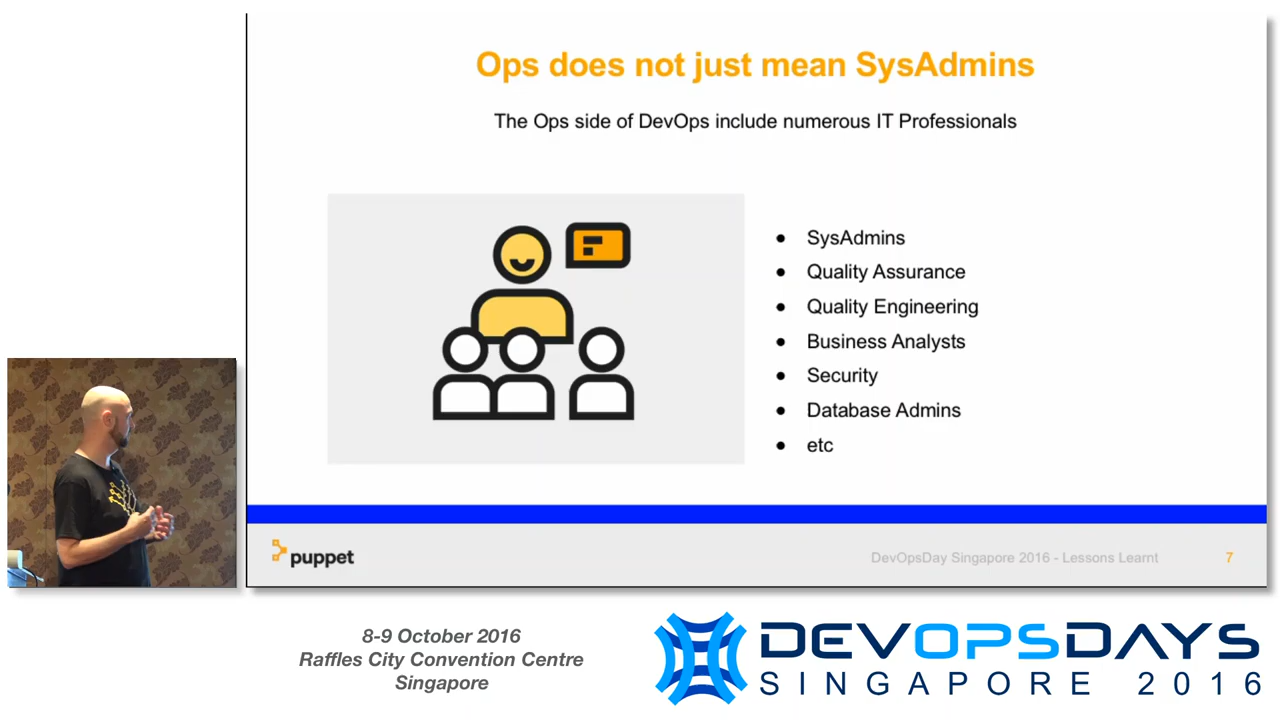 Ops does not just mean SysAdmins
The Ops side of DevOps include numerous IT Professionals
● SysAdmins
● Quality Assurance
● Quality Engineering
● Business Analysts
● Security
● Database Admins
● etc
puppet
DevOpsDay Singapore 2016 - Lessons Learnt
7
8-9 October 2016
Raffles City Convention Centre
Singapore
DEVOPSDAYS
SINGAPORE 2016